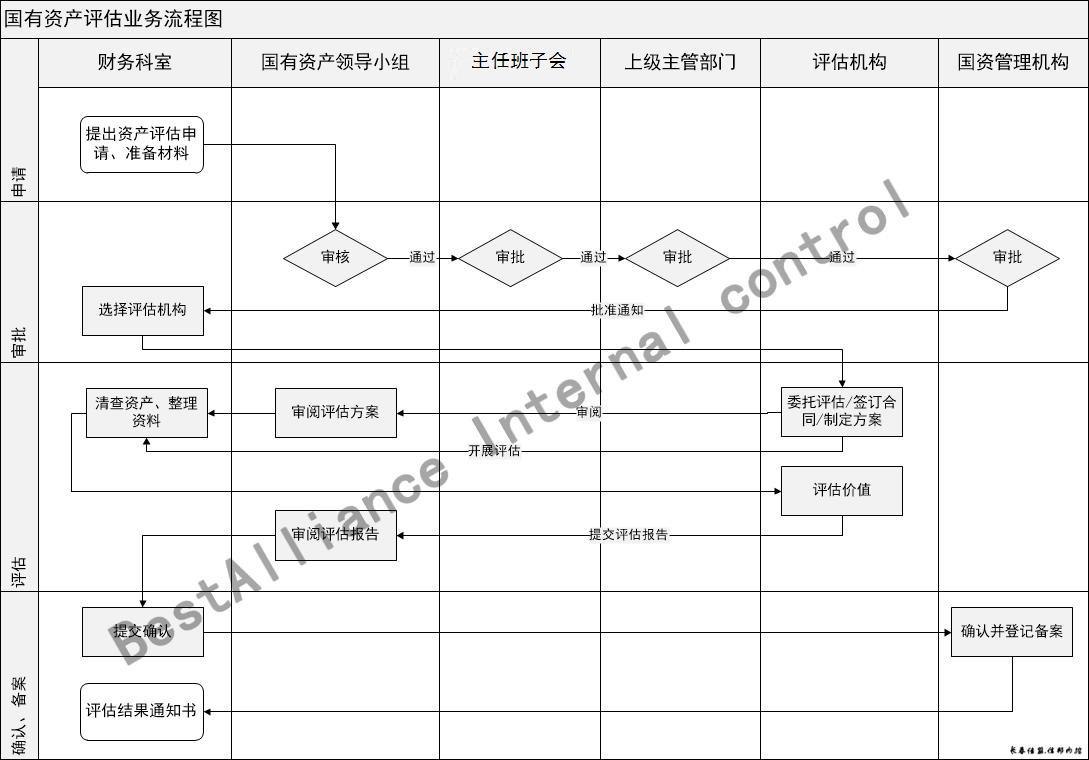 国有资产评估业务流程图
财务科室
国有资产领导小组
主任班子会
上级主管部门
评估机构
国资管理机构
申请
提出资产评估申
请、准备材料
审批
审核
通过
审批
通过
审批
通过
审批
选择评估机构
批准通知
评估
清查资产、整理
资料
审阅评估方案
审阅
委托评估/签订合
同/制定方案
开展评估
评估价值
审阅评估报告
提交评估报告
确认、备案
提交确认
确认并登记备案
评估结果通知书
BestAlliance Internal control